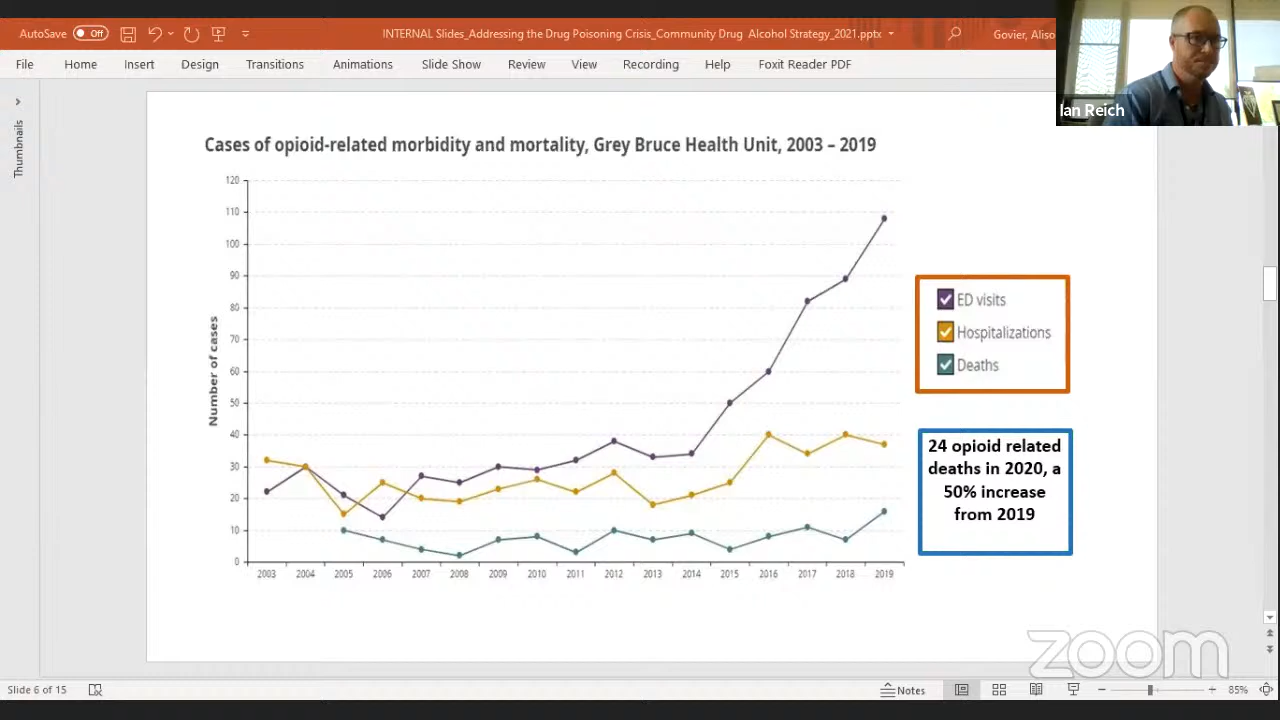 AutoSave Off INTERNAL Slides_Addressing the Drug Poisoning Crisis_Community Drug Alcohol Strategy_2021.pptx Govier, Aliso
File Home Insert Design Transitions Animations Slide Show Review View Recording Help Foxit Reader PDF
Ian Reich
Thumbnails
Cases of opioid-related morbidity and mortality, Grey Bruce Health Unit, 2003 – 2019
Number of cases
120
110
100
90
80
70
60
50
40
30
20
10
0
2003 2004 2005 2006 2007 2008 2009 2010 2011 2012 2013 2014 2015 2016 2017 2018 2019
ED visits
Hospitalizations
Deaths
24 opioid related
deaths in 2020, a
50% increase
from 2019
zoom
Slide 6 of 15 Notes 85%